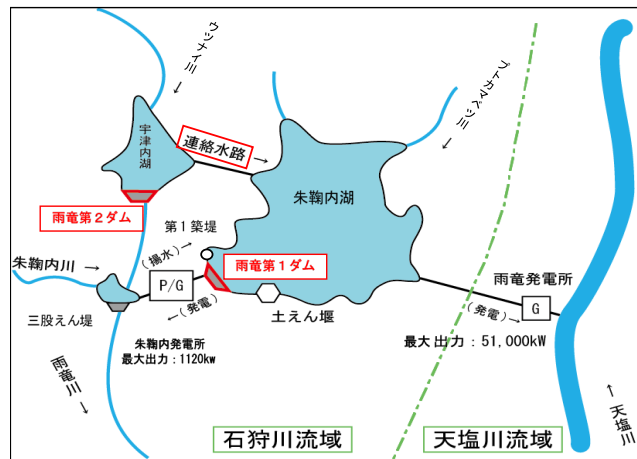 ウツナイ川
↓
宇津内湖
連絡水路
→
ブトカマベツ川
↓
朱鞠内湖
雨竜第２ダム
第１築堤
(揚水)→
雨竜第１ダム
朱鞠内川 →
P/G
←(発電)
三股えん堤
土えん堰
雨竜発電所
G
(発電)→
朱鞠内発電所
最大出力：1120kw
最大出力：51,000kW
雨竜川
↓
↑
天塩川
石狩川流域
天塩川流域